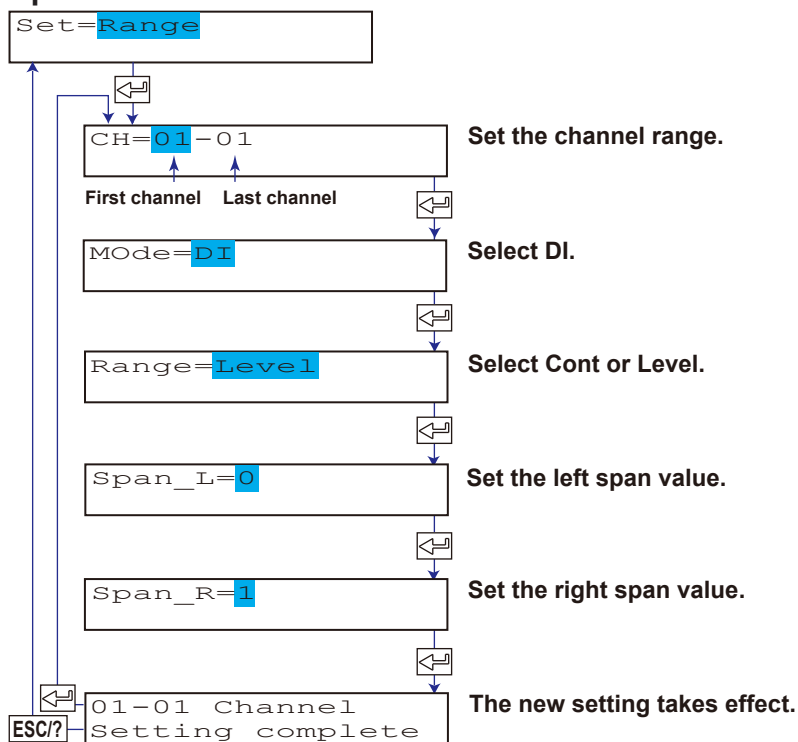 Set=Range
CH=01-01
Set the channel range.
First channel Last channel
MOde=DI
Select DI.
Range=Level
Select Cont or Level.
Span_L=0
Set the left span value.
Span_R=1
Set the right span value.
01-01 Channel
The new setting takes effect.
ESC/?
Setting complete